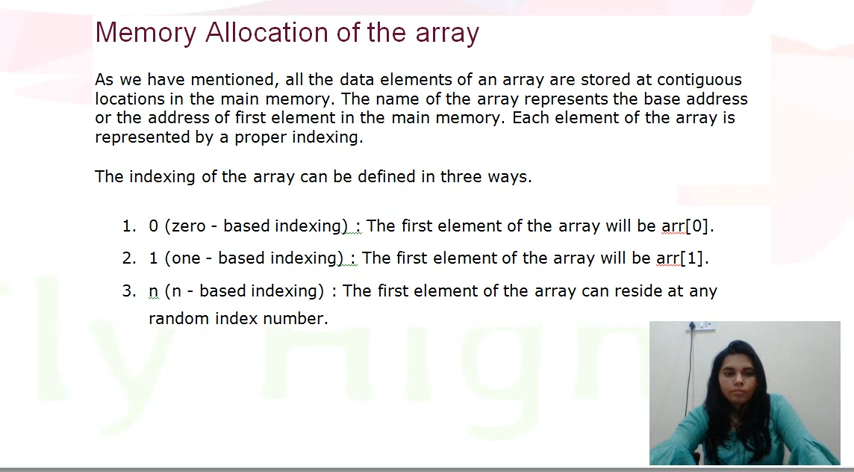 Memory Allocation of the array
As we have mentioned, all the data elements of an array are stored at contiguous
locations in the main memory. The name of the array represents the base address
or the address of first element in the main memory. Each element of the array is
represented by a proper indexing.
The indexing of the array can be defined in three ways.
1. 0 (zero - based indexing) : The first element of the array will be arr[0].
2. 1 (one - based indexing) : The first element of the array will be arr[1].
3. n (n - based indexing) : The first element of the array can reside at any
random index number.
ly High